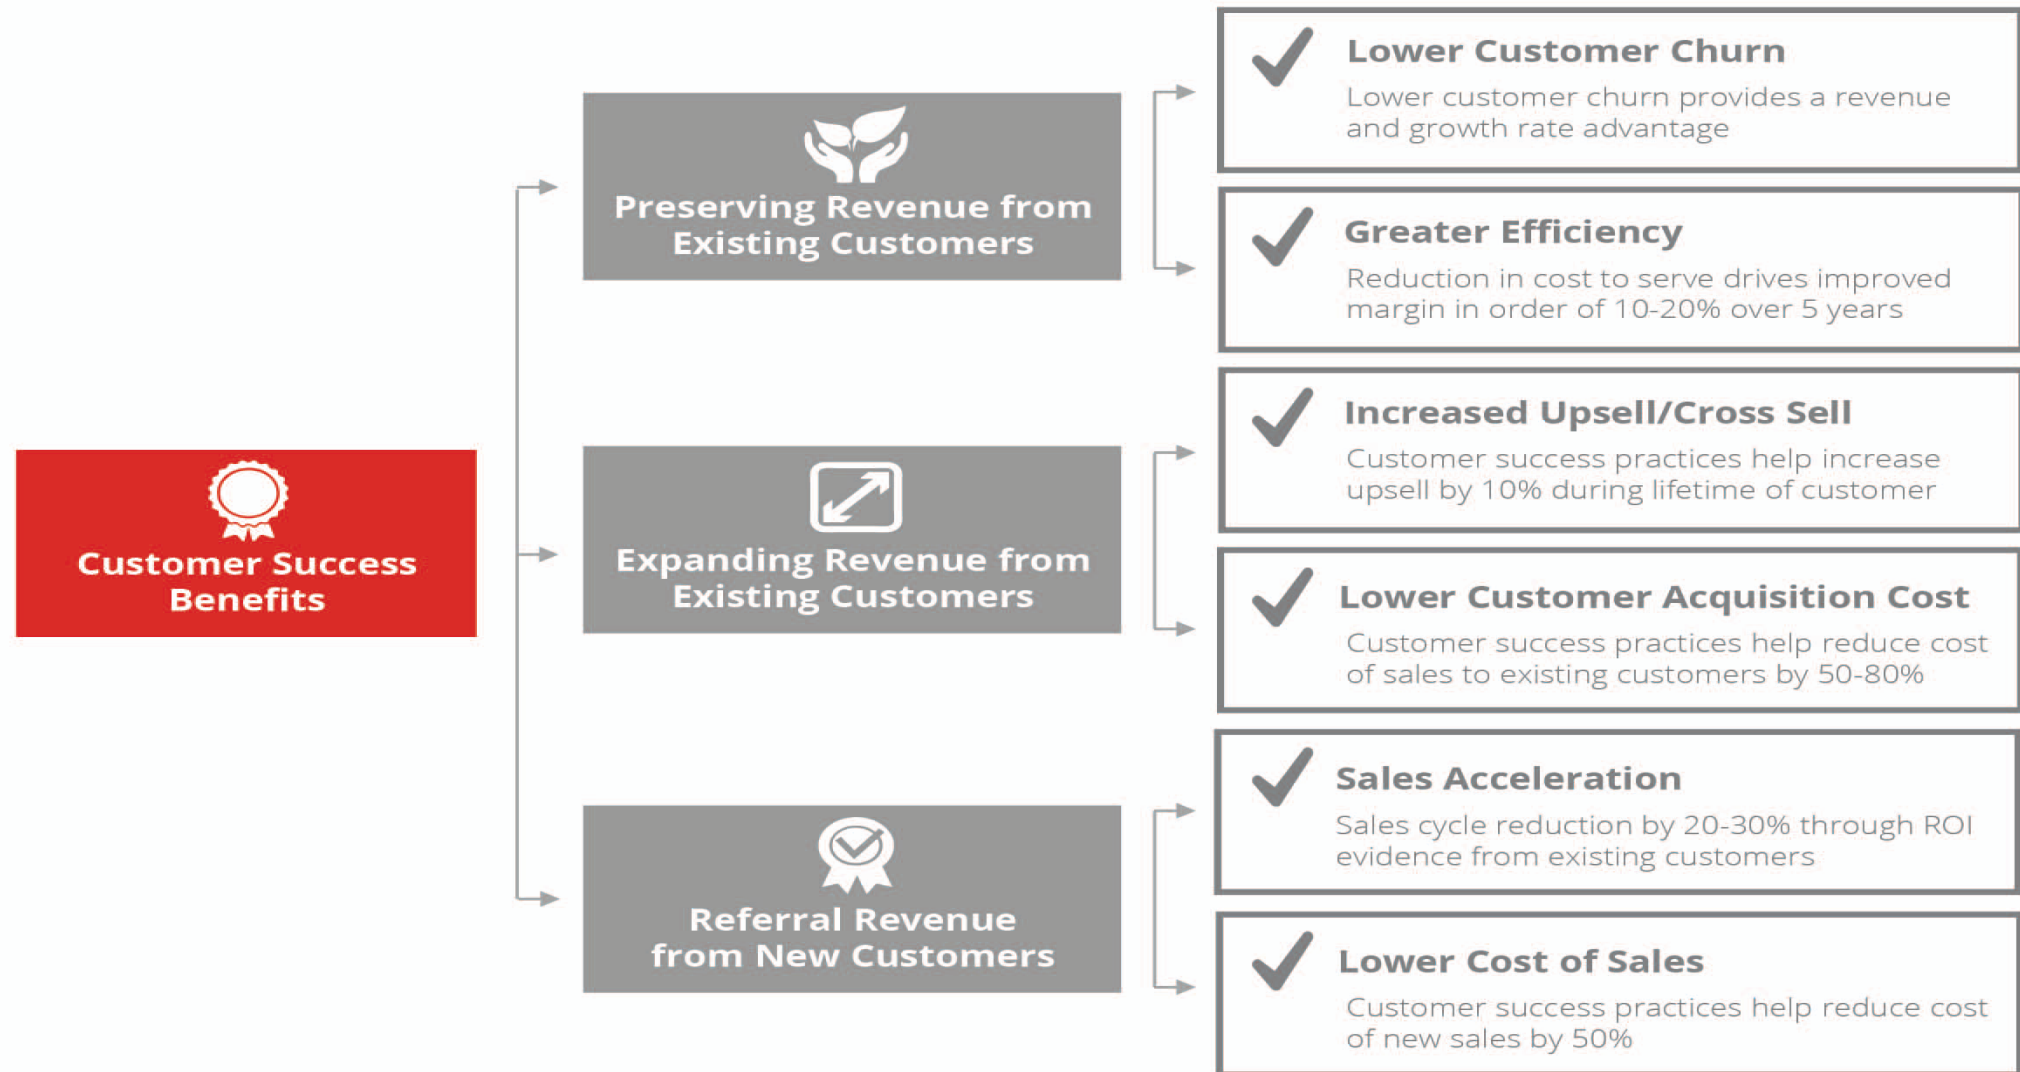 Customer Success
Benefits
Preserving Revenue from
Existing Customers
Lower Customer Churn
Lower customer churn provides a revenue
and growth rate advantage
Greater Efficiency
Reduction in cost to serve drives improved
margin in order of 10-20% over 5 years
Expanding Revenue from
Existing Customers
Increased Upsell/Cross Sell
Customer success practices help increase
upsell by 10% during lifetime of customer
Lower Customer Acquisition Cost
Customer success practices help reduce cost
of sales to existing customers by 50-80%
Referral Revenue
from New Customers
Sales Acceleration
Sales cycle reduction by 20-30% through ROI
evidence from existing customers
Lower Cost of Sales
Customer success practices help reduce cost
of new sales by 50%